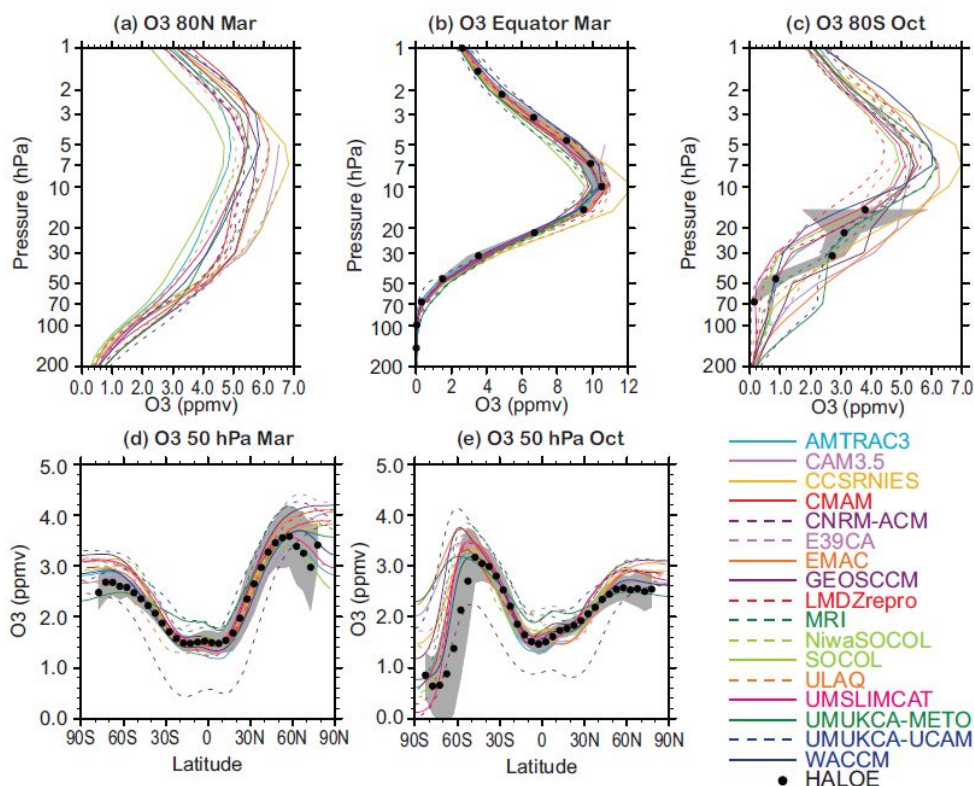 (a) O3 80N Mar
(b) O3 Equator Mar
(c) O3 80S Oct
Pressure (hPa)
1
2
3
5
7
10
20
30
50
70
100
200
0.0 1.0 2.0 3.0 4.0 5.0 6.0 7.0
O3 (ppmv)
Pressure (hPa)
1
2
3
5
7
10
20
30
50
70
100
200
0 2 4 6 8 10 12
O3 (ppmv)
Pressure (hPa)
1
2
3
5
7
10
20
30
50
70
100
200
0.0 1.0 2.0 3.0 4.0 5.0 6.0 7.0
O3 (ppmv)
(d) O3 50 hPa Mar
(e) O3 50 hPa Oct
O3 (ppmv)
5.0
4.0
3.0
2.0
1.0
0.0
90S 60S 30S 0 30N 60N 90N
Latitude
O3 (ppmv)
5.0
4.0
3.0
2.0
1.0
0.0
90S 60S 30S 0 30N 60N 90N
Latitude
AMTRAC3
CAM3.5
CCSRNIES
CMAM
CNRM-ACM
E39CA
EMAC
GEOSCCM
LMDZrepro
MRI
NiwaSOCOL
SOCOL
ULAQ
UMSLIMCAT
UMUKCA-METO
UMUKCA-UCAM
WACCM
HALOE